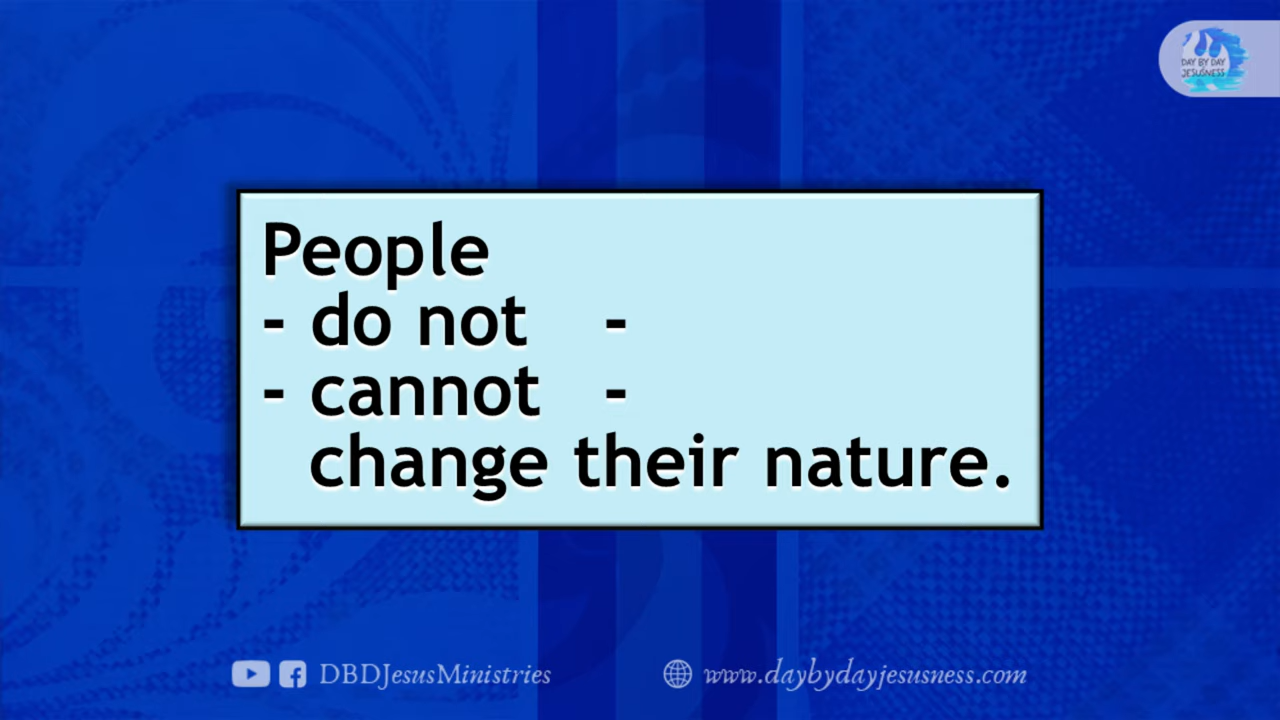 DAY BY DAY
JESUSNESS
People
- do not -
- cannot -
change their nature.
DBDJesusMinistries
www.daybydayjesusness.com